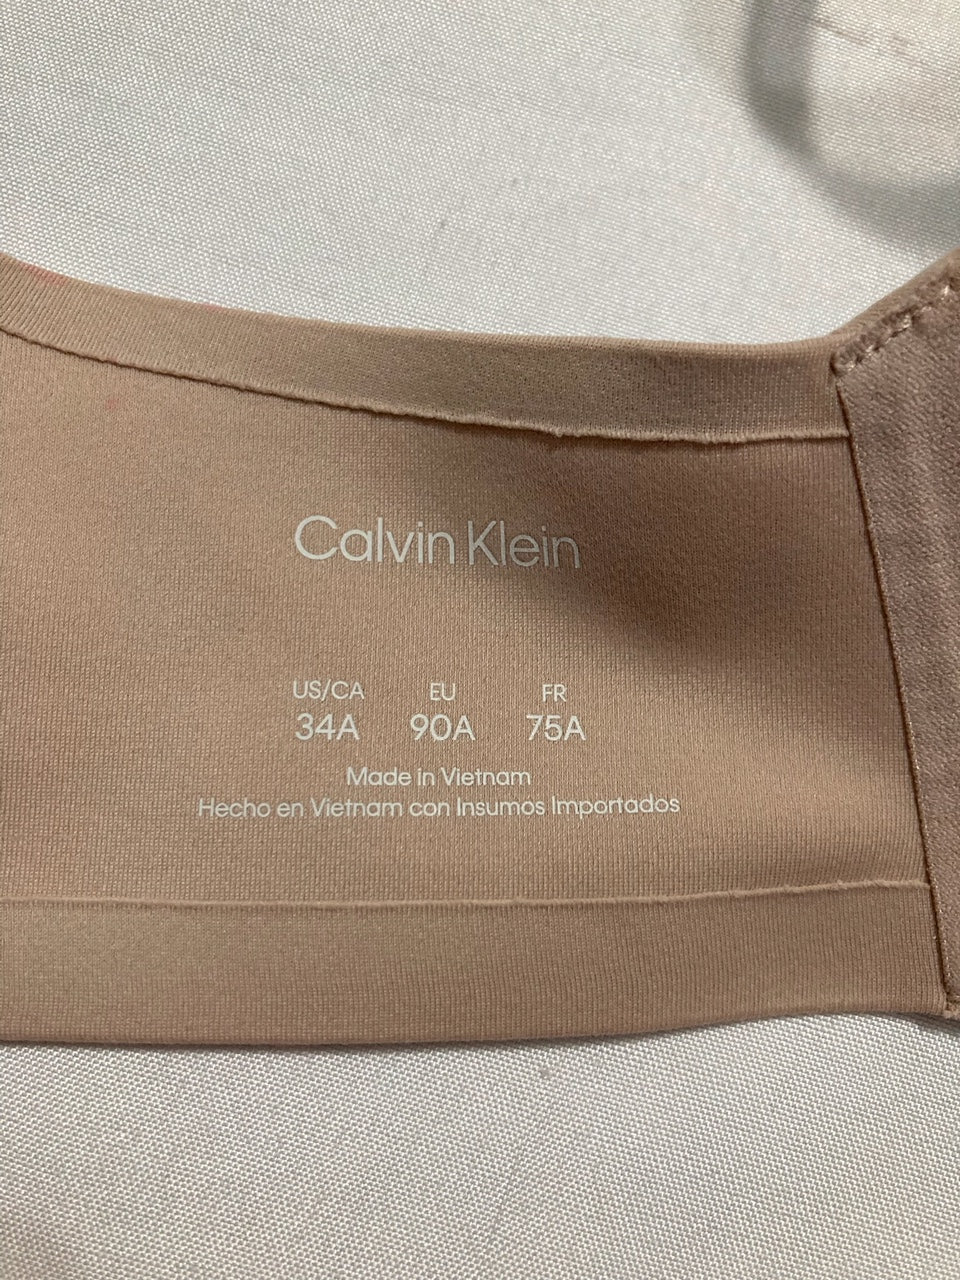 Calvin Klein
US/CA EU FR
34A 90A 75A
Made in Vietnam
Hecho en Vietnam con Insumos Importados